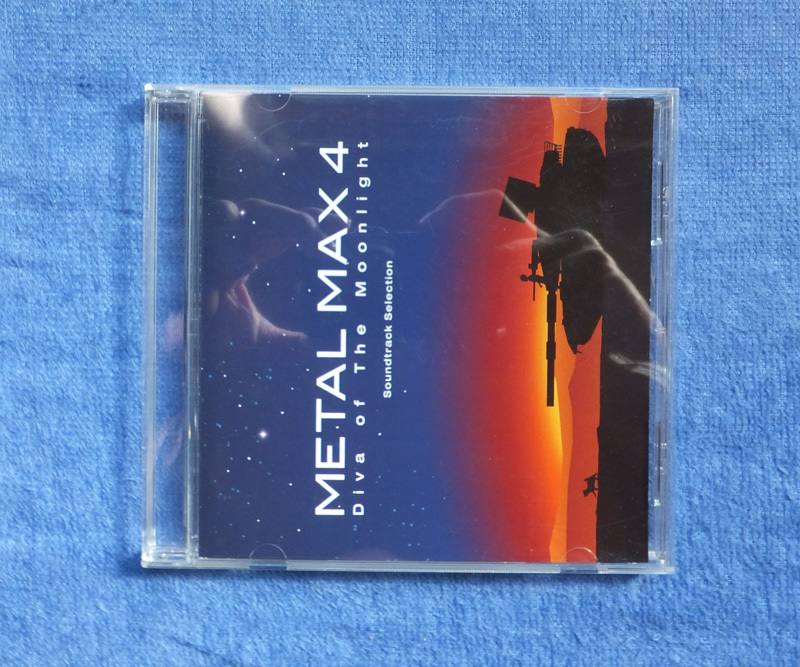 METAL MAX 4
Diva of The Moonlight
Soundtrack Selection